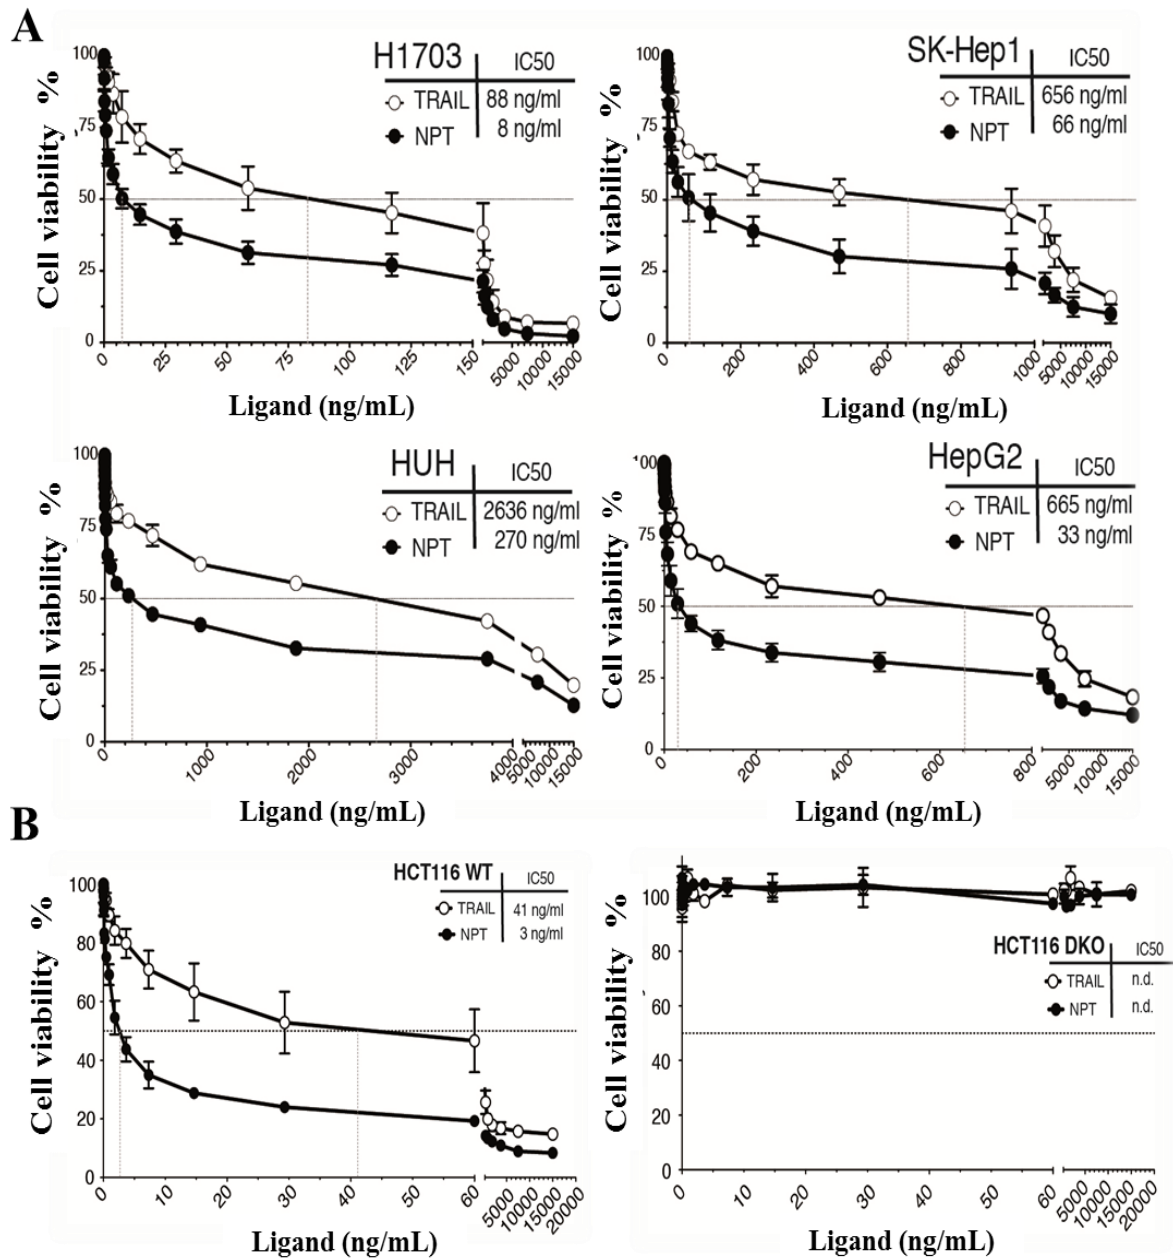 A
H1703 IC50
TRAIL 88 ng/ml
NPT 8 ng/ml
Cell viability %
100
75
50
25
0
0 25 50 75 100 125 150 5000 10000 15000
Ligand (ng/mL)
SK-Hep1 IC50
TRAIL 656 ng/ml
NPT 66 ng/ml
Cell viability %
100
75
50
25
0
0 200 400 600 800 1000 5000 10000 15000
Ligand (ng/mL)
HUH IC50
TRAIL 2636 ng/ml
NPT 270 ng/ml
Cell viability %
100
75
50
25
0
0 1000 2000 3000 4000 5000 10000 15000
Ligand (ng/mL)
HepG2 IC50
TRAIL 665 ng/ml
NPT 33 ng/ml
Cell viability %
100
75
50
25
0
0 200 400 600 800 5000 10000 15000
Ligand (ng/mL)
B
HCT116 WT IC50
TRAIL 41 ng/ml
NPT 3 ng/ml
Cell viability %
100
80
60
40
20
0
0 10 20 30 40 50 60 5000 10000 15000 20000
Ligand (ng/mL)
HCT116 DKO IC50
TRAIL n.d.
NPT n.d.
Cell viability %
100
80
60
40
20
0
0 10 20 30 40 50 60 5000 10000 15000 20000
Ligand (ng/mL)